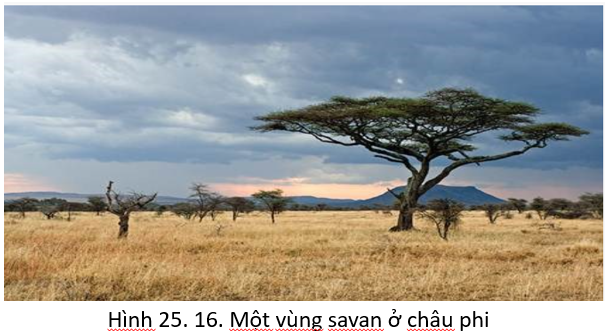 Hình 25. 16. Một vùng savan ở châu phi